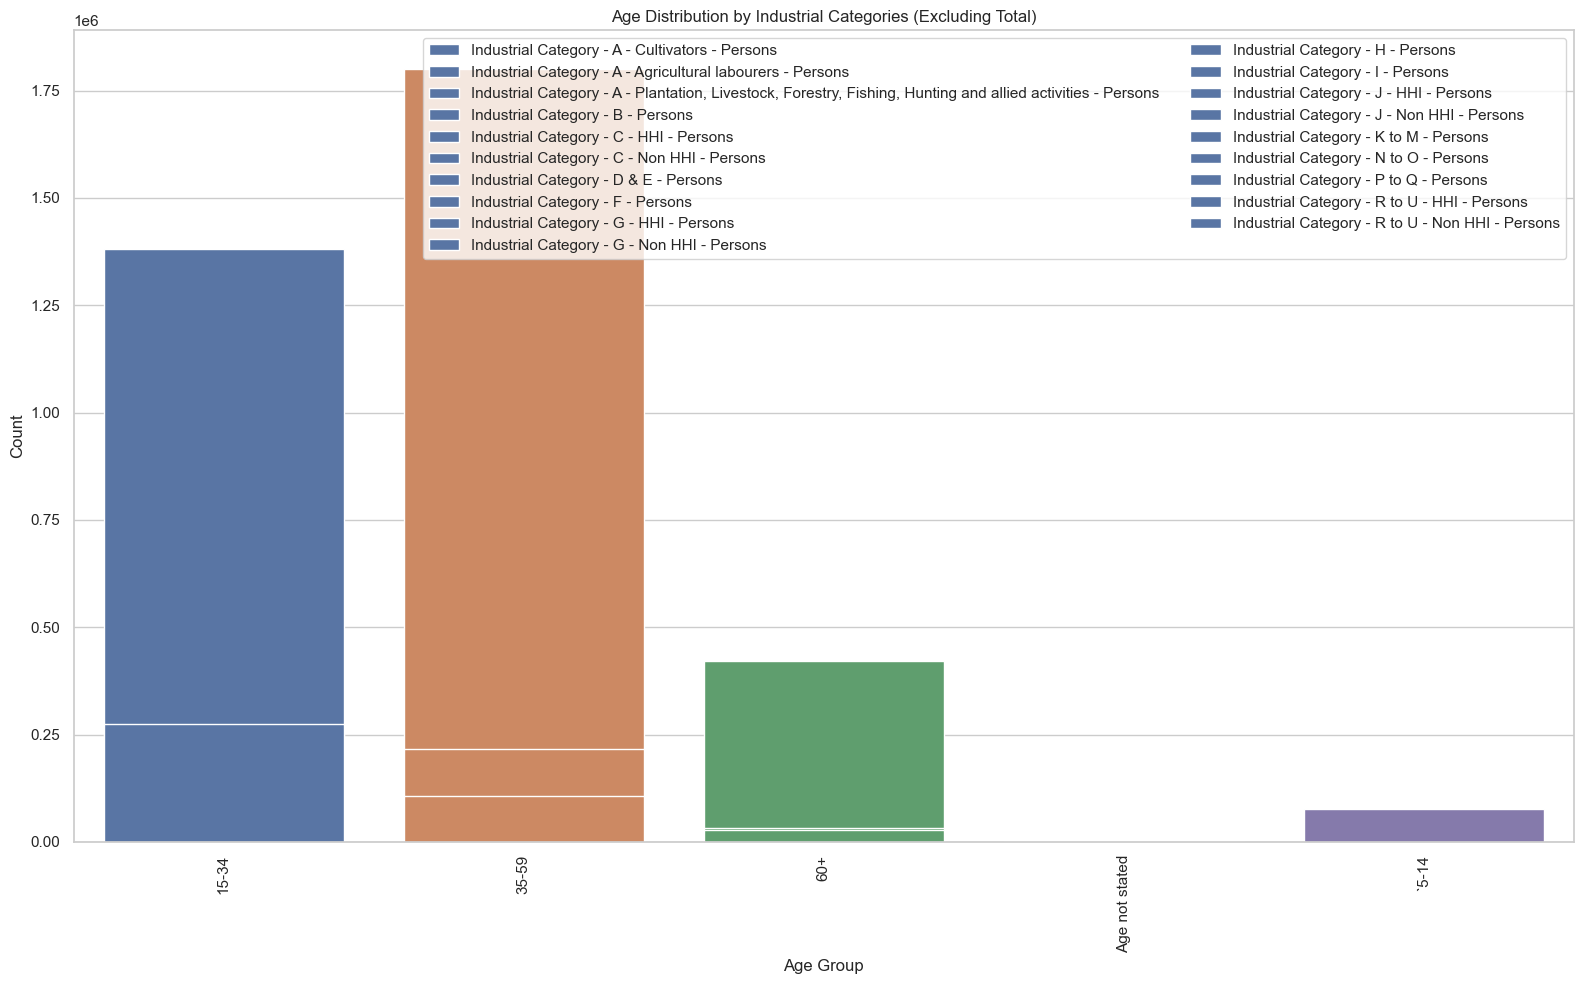 Age Distribution by Industrial Categories (Excluding Total)
1e6
Industrial Category - A - Cultivators - Persons
Industrial Category - A - Agricultural labourers - Persons
Industrial Category - A - Plantation, Livestock, Forestry, Fishing, Hunting and allied activities - Persons
Industrial Category - B - Persons
Industrial Category - C - HHI - Persons
Industrial Category - C - Non HHI - Persons
Industrial Category - D & E - Persons
Industrial Category - F - Persons
Industrial Category - G - HHI - Persons
Industrial Category - G - Non HHI - Persons
Industrial Category - H - Persons
Industrial Category - I - Persons
Industrial Category - J - HHI - Persons
Industrial Category - J - Non HHI - Persons
Industrial Category - K to M - Persons
Industrial Category - N to O - Persons
Industrial Category - P to Q - Persons
Industrial Category - R to U - HHI - Persons
Industrial Category - R to U - Non HHI - Persons
1.75
1.50
1.25
1.00
0.75
0.50
0.25
0.00
Count
15-34
35-59
60+
Age not stated
`5-14
Age Group